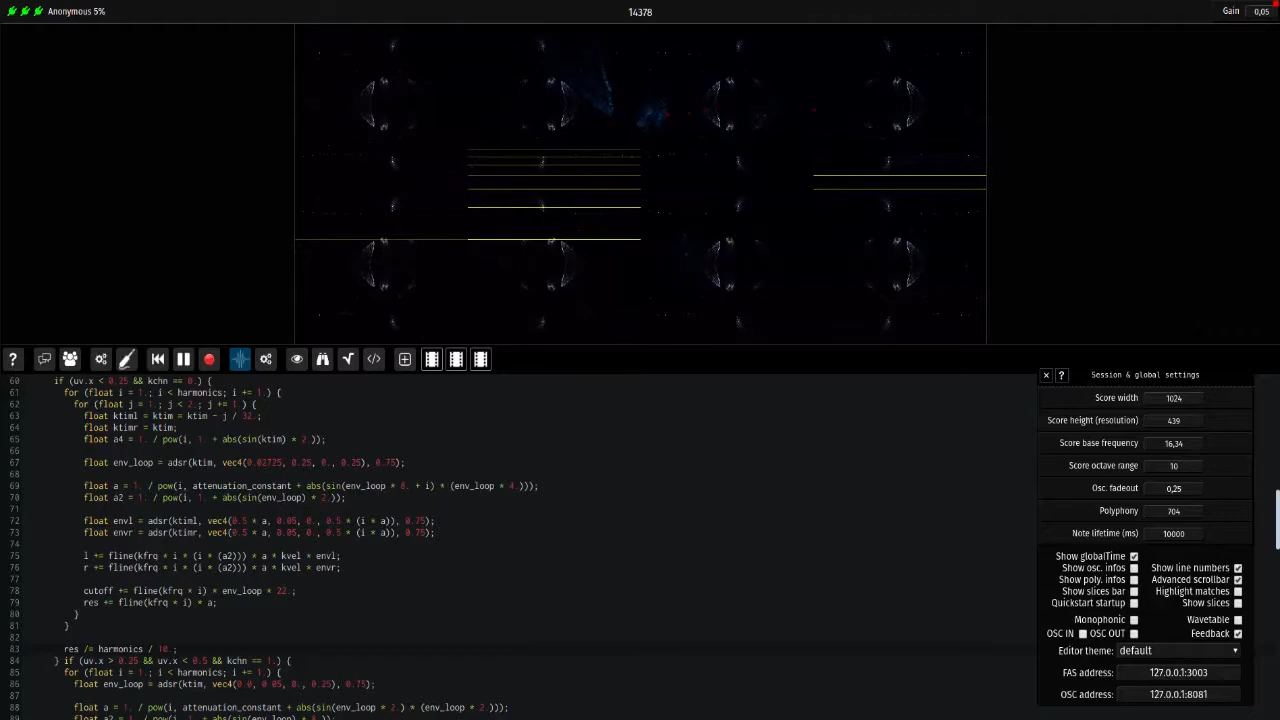 Anonymous 5%
14378
Gain 0,05
60 if (uv.x < 0.25 && kchn == 0.) {
61 for (float i = 1.; i < harmonics; i += 1.) {
62 for (float j = 1.; j < 2.; j += 1.) {
63 float ktiml = ktim = ktim - j / 32.;
64 float ktimr = ktim;
65 float a4 = 1. / pow(i, 1. + abs(sin(ktim) * 2.));
66
67 float env_loop = adsr(ktim, vec4(0.02725, 0.25, 0., 0.25), 0.75);
68
69 float a = 1. / pow(i, attenuation_constant + abs(sin(env_loop * 8. + i) * (env_loop * 4.)));
70 float a2 = 1. / pow(i, 1. + abs(sin(env_loop) * 2.));
71
72 float envl = adsr(ktiml, vec4(0.5 * a, 0.05, 0., 0.5 * (i * a)), 0.75);
73 float envr = adsr(ktimr, vec4(0.5 * a, 0.05, 0., 0.5 * (i * a)), 0.75);
74
75 l += fline(kfrq * i * (i * (a2))) * a * kvel * envl;
76 r += fline(kfrq * i * (i * (a2))) * a * kvel * envr;
77
78 cutoff += fline(kfrq * i) * env_loop * 22.;
79 res += fline(kfrq * i) * a;
80 }
81 }
82
83 res /= harmonics / 10.;
84 } if (uv.x > 0.25 && uv.x < 0.5 && kchn == 1.) {
85 for (float i = 1.; i < harmonics; i += 1.) {
86 float env_loop = adsr(ktim, vec4(0.0, 0.05, 0., 0.25), 0.75);
87
88 float a = 1. / pow(i, attenuation_constant + abs(sin(env_loop * 2.) * (env_loop * 2.)));
89 float a2 = 1. / pow(i, 1. + abs(sin(env_loop) * 8.));
Session & global settings
Score width 1024
Score height (resolution) 439
Score base frequency 16,34
Score octave range 10
Osc. fadeout 0,25
Polyphony 704
Note lifetime (ms) 10000
Show globalTime
Show osc. infos Show line numbers
Show poly. infos Advanced scrollbar
Show slices bar Highlight matches
Quickstart startup Show slices
Monophonic Wavetable
OSC IN OSC OUT Feedback
Editor theme: default
FAS address: 127.0.0.1:3003
OSC address: 127.0.0.1:8081